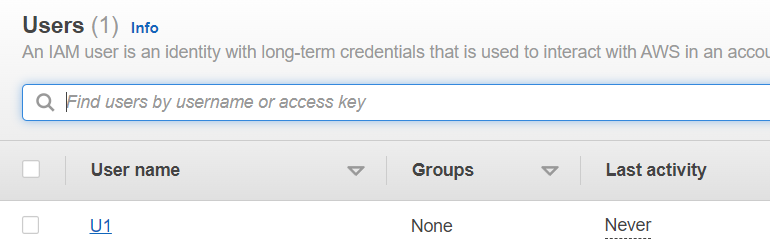 Users (1) Info
An IAM user is an identity with long-term credentials that is used to interact with AWS in an
Find users by username or access key
User name Groups Last activity
U1 None Never